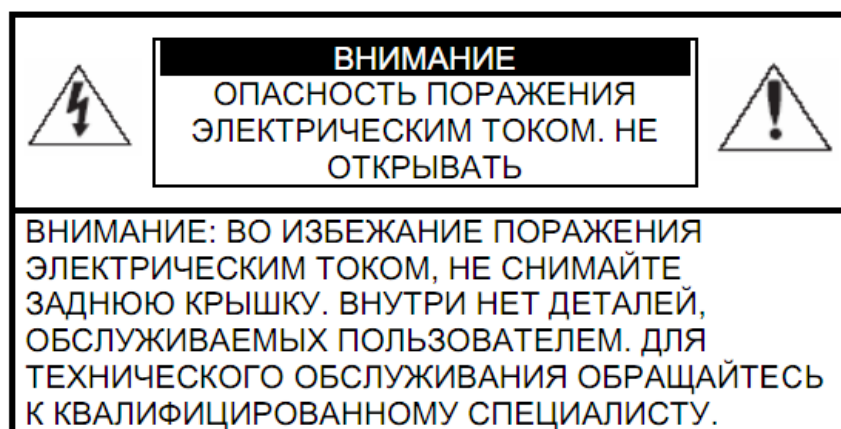 ВНИМАНИЕ
ОПАСНОСТЬ ПОРАЖЕНИЯ
ЭЛЕКТРИЧЕСКИМ ТОКОМ. НЕ
ОТКРЫВАТЬ
ВНИМАНИЕ: ВО ИЗБЕЖАНИЕ ПОРАЖЕНИЯ
ЭЛЕКТРИЧЕСКИМ ТОКОМ, НЕ СНИМАЙТЕ
ЗАДНЮЮ КРЫШКУ. ВНУТРИ НЕТ ДЕТАЛЕЙ,
ОБСЛУЖИВАЕМЫХ ПОЛЬЗОВАТЕЛЕМ. ДЛЯ
ТЕХНИЧЕСКОГО ОБСЛУЖИВАНИЯ ОБРАЩАЙТЕСЬ
К КВАЛИФИЦИРОВАННОМУ СПЕЦИАЛИСТУ.